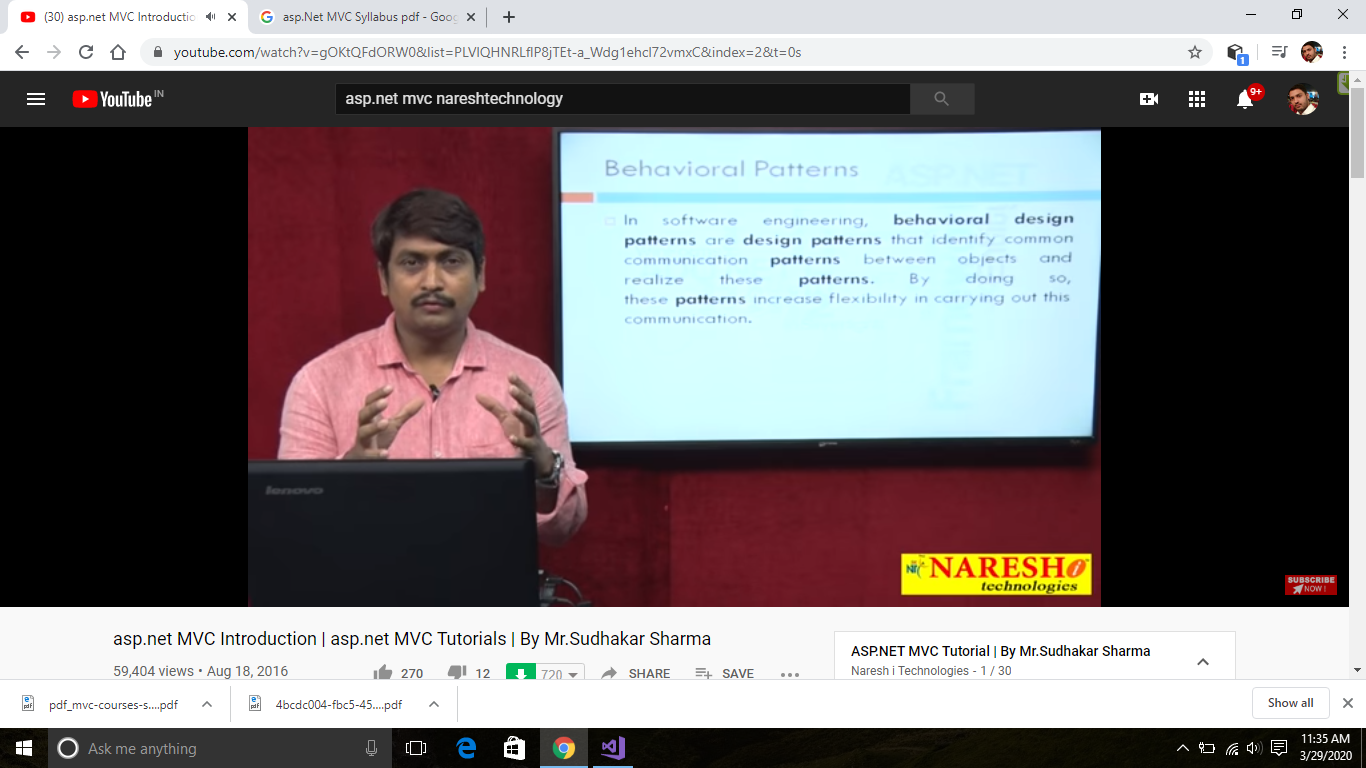 (30) asp.net MVC Introductio
asp.Net MVC Syllabus pdf - Goog
youtube.com/watch?v=gOKtQFdORW0&list=PLVlQHNRLflP8jTEt-a_Wdg1ehcl72vmxC&index=2&t=0s
1
YouTube IN
asp.net mvc nareshtechnology
9+
Behavioral Patterns
In software engineering, behavioral design
patterns are design patterns that identify common
communication patterns between objects and
realize these patterns. By doing so,
these patterns increase flexibility in carrying out this
communication.
lenovo
NARESH i
technologies
SUBSCRIBE
NOW !
asp.net MVC Introduction | asp.net MVC Tutorials | By Mr.Sudhakar Sharma
59,404 views • Aug 18, 2016
270
12
720
SHARE
SAVE
ASP.NET MVC Tutorial | By Mr.Sudhakar Sharma
Naresh i Technologies - 1 / 30
pdf_mvc-courses-s....pdf
4bcdc004-fbc5-45....pdf
Show all
Ask me anything
11:35 AM
3/29/2020